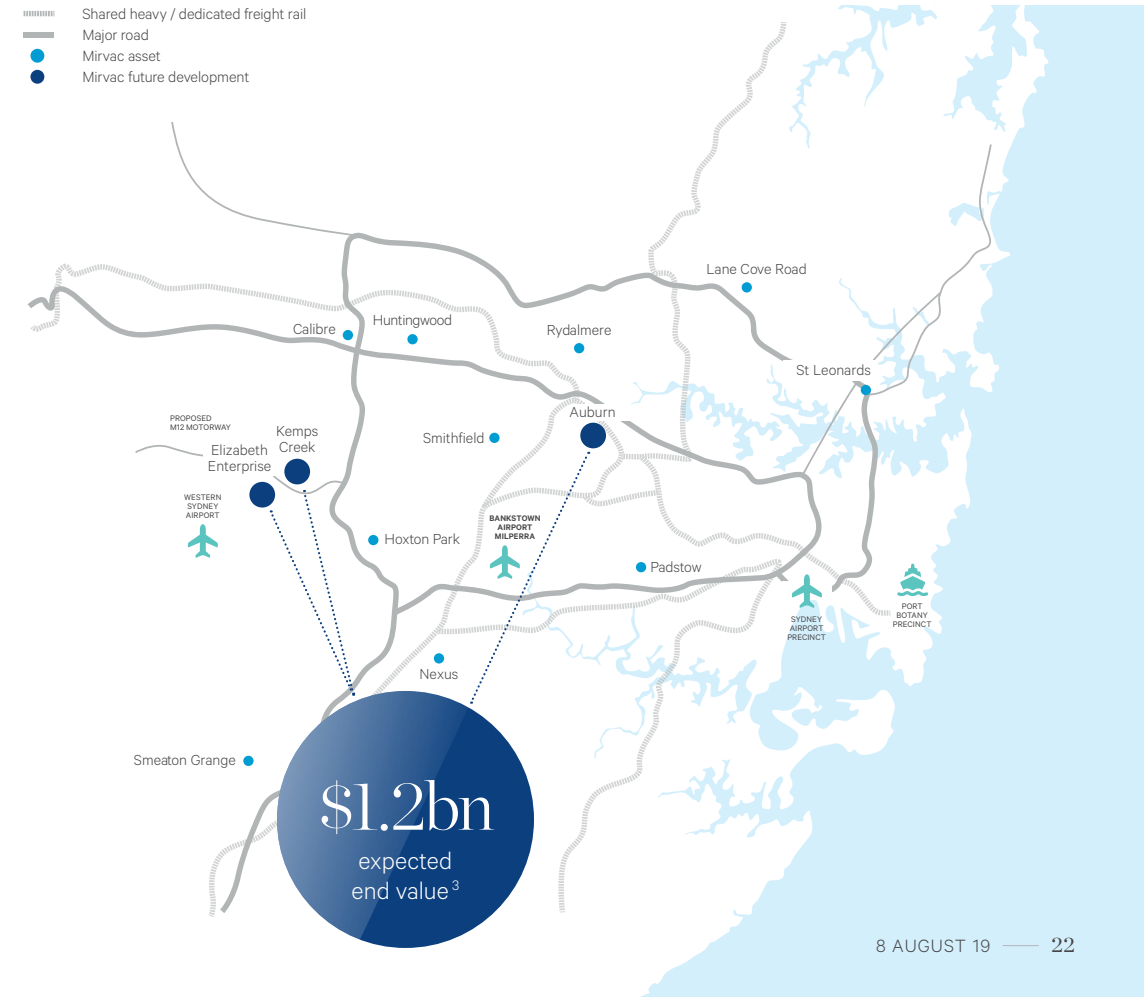 Shared heavy / dedicated freight rail
Major road
Mirvac asset
Mirvac future development
Lane Cove Road
Huntingwood
Calibre
Rydalmere
St Leonards
Auburn
PROPOSED
M12 MOTORWAY
Kemps
Creek
Elizabeth
Enterprise
Smithfield
WESTERN
SYDNEY
AIRPORT
BANKSTOWN
AIRPORT
MILPERRA
Hoxton Park
Padstow
PORT
BOTANY
PRECINCT
SYDNEY
AIRPORT
PRECINCT
Nexus
Smeaton Grange
$1.2bn
expected
end value 3
8 AUGUST 19 22